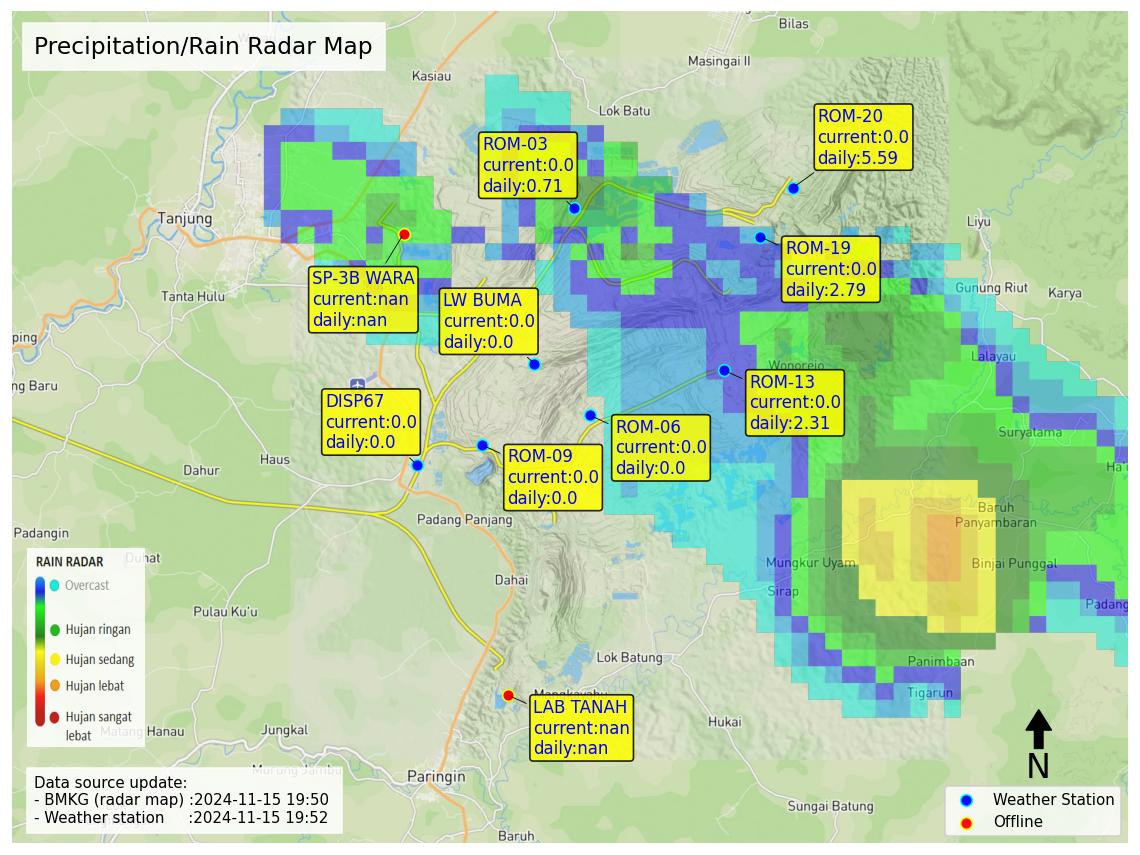 Precipitation/Rain Radar Map
Bilas
Masingai II
Kasiau
Lok Batu
ROM-20
current:0.0
daily:5.59
ROM-03
current:0.0
daily:0.71
Tanjung
Liyu
ROM-19
current:0.0
daily:2.79
SP-3B WARA
current:nan
daily:nan
Gunung Riut
Karya
Tanta Hulu
LW BUMA
current:0.0
daily:0.0
ping
Lalayau
Wonorejo
ng Baru
ROM-13
current:0.0
daily:2.31
DISP67
current:0.0
daily:0.0
ROM-06
current:0.0
daily:0.0
Suryatama
ROM-09
current:0.0
daily:0.0
Haus
Dahur
Padang Panjang
Baruh
Panyambaran
Padangin
Mungkur Uyam
Binjai Punggal
Duhat
RAIN RADAR
Overcast
Hujan ringan
Hujan sedang
Hujan lebat
Hujan sangat
lebat
Dahai
Sirap
Padang
Pulau Ku'u
Lok Batung
Panimbaan
Tigarun
Mangkayahu
LAB TANAH
current:nan
daily:nan
Hukai
Matang Hanau
Jungkal
Murung Jambu
Paringin
N
Data source update:
- BMKG (radar map) :2024-11-15 19:50
- Weather station :2024-11-15 19:52
Sungai Batung
Baruh
Weather Station
Offline